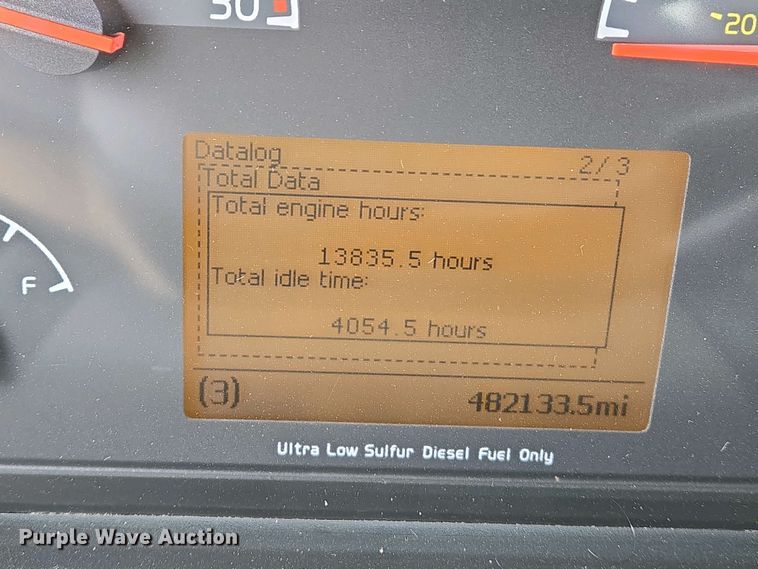 30
-20
Datalog 2/3
Total Data
Total engine hours:
13835.5 hours
Total idle time:
4054.5 hours
F
(3) 482133.5mi
Ultra Low Sulfur Diesel Fuel Only
Purple Wave Auction